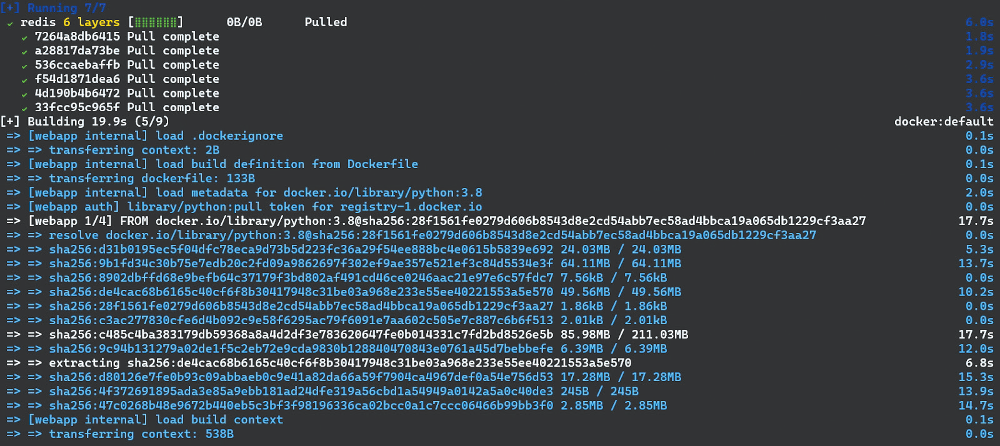 [+] Running 7/7
✓ redis 6 layers [⣿⣿⣿⣿⣿⣿] 0B/0B Pulled 6.0s
✓ 7264a8db6415 Pull complete 1.8s
✓ a28817da73be Pull complete 1.9s
✓ 536ccaebaffb Pull complete 2.9s
✓ f54d1871dea6 Pull complete 3.6s
✓ 4d190b4b6472 Pull complete 3.6s
✓ 33fcc95c965f Pull complete 3.6s
[+] Building 19.9s (5/9) docker:default
=> [webapp internal] load .dockerignore 0.1s
=> => transferring context: 2B 0.0s
=> [webapp internal] load build definition from Dockerfile 0.1s
=> => transferring dockerfile: 133B 0.0s
=> [webapp internal] load metadata for docker.io/library/python:3.8 2.0s
=> [webapp auth] library/python:pull token for registry-1.docker.io 0.0s
=> [webapp 1/4] FROM docker.io/library/python:3.8@sha256:28f1561fe0279d606b8543d8e2cd54abb7ec58ad4bbca19a065db1229cf3aa27 17.7s
=> => resolve docker.io/library/python:3.8@sha256:28f1561fe0279d606b8543d8e2cd54abb7ec58ad4bbca19a065db1229cf3aa27 0.0s
=> => sha256:d31b0195ec5f04dfc78eca9d73b5d223fc36a29f54ee888bc4e0615b5839e692 24.03MB / 24.03MB 5.3s
=> => sha256:9b1fd34c30b75e7edb20c2fd09a9862697f302ef9ae357e521ef3c84d5534e3f 64.11MB / 64.11MB 13.7s
=> => sha256:8902dbffd68e9befb64c37179f3bd802af491cd46ce0246aac21e97e6c57fdc7 7.56kB / 7.56kB 0.0s
=> => sha256:de4cac68b6165c40cf6f8b30417948c31be03a968e233e55ee40221553a5e570 49.56MB / 49.56MB 10.2s
=> => sha256:28f1561fe0279d606b8543d8e2cd54abb7ec58ad4bbca19a065db1229cf3aa27 1.86kB / 1.86kB 0.0s
=> => sha256:c3ac277830cfe6d4b092c9e58f6295ac79f6091e7aa602c505e7c887c6b6f513 2.01kB / 2.01kB 0.0s
=> => sha256:c485c4ba383179db59368a8a4d2df3e783620647fe0b014331c7fd2bd8526e5b 85.98MB / 211.03MB 17.7s
=> => sha256:9c94b131279a02de1f5c2eb72e9cda9830b128840470843e0761a45d7bebbefe 6.39MB / 6.39MB 12.0s
=> => extracting sha256:de4cac68b6165c40cf6f8b30417948c31be03a968e233e55ee40221553a5e570 6.8s
=> => sha256:d80126e7fe0b93c09abbaeb0c9e41a82da66a59f7904ca4967def0a54e756d53 17.28MB / 17.28MB 15.3s
=> => sha256:4f372691895ada3e85a9ebb181ad24dfe319a56cbd1a54949a0142a5a0c40de3 245B / 245B 13.9s
=> => sha256:47c0268b48e9672b440eb5c3bf3f98196336ca02bcc0a1c7ccc06466b99bb3f0 2.85MB / 2.85MB 14.7s
=> [webapp internal] load build context 0.1s
=> => transferring context: 538B 0.0s